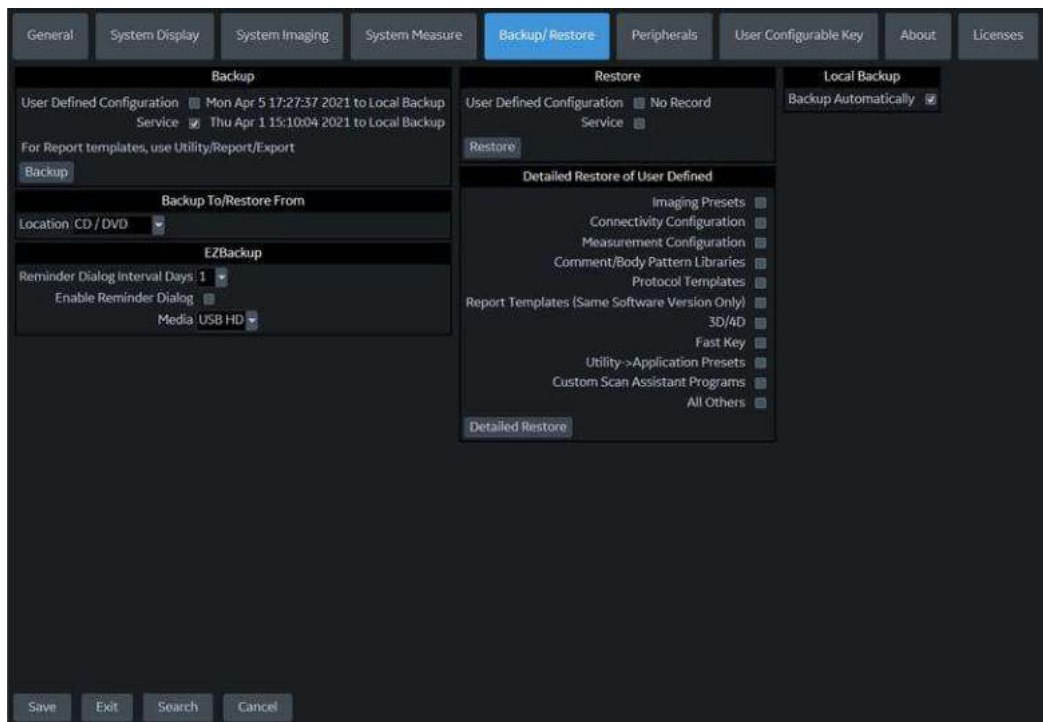 General System Display System Imaging System Measure Backup/Restore Peripherals User Configurable Key About Licenses
Backup
User Defined Configuration Mon Apr 5 17:27:37 2021 to Local Backup
Service Thu Apr 1 15:10:04 2021 to Local Backup
For Report templates, use Utility/Report/Export
Backup
Backup To/Restore From
Location CD / DVD
EZBackup
Reminder Dialog Interval Days 1
Enable Reminder Dialog
Media USB HD
Restore
User Defined Configuration No Record
Service
Restore
Detailed Restore of User Defined
Imaging Presets
Connectivity Configuration
Measurement Configuration
Comment/Body Pattern Libraries
Protocol Templates
Report Templates (Same Software Version Only)
3D/4D
Fast Key
Utility->Application Presets
Custom Scan Assistant Programs
All Others
Detailed Restore
Local Backup
Backup Automatically
Save Exit Search Cancel